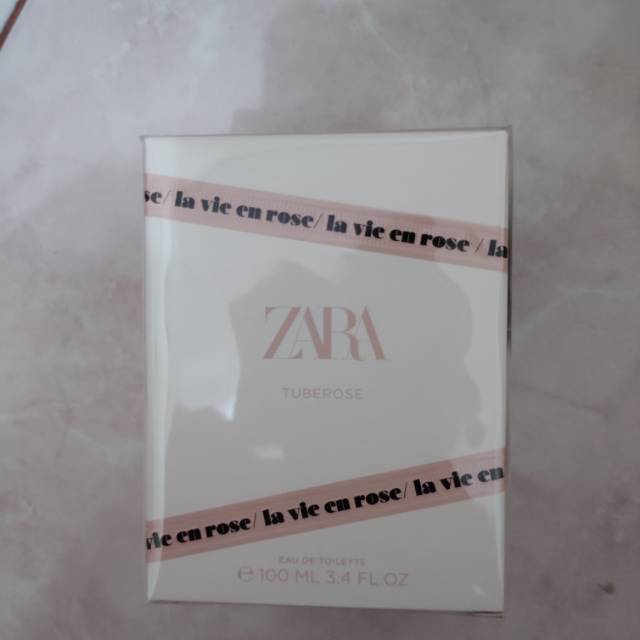 se/ la vie en rose/ la vie en rose / la
ZARA
TUBEROSE
vie en rose/ la vie en rose/ la vie en
EAU DE TOILETTE
e 100 ML 3.4 FL.OZ